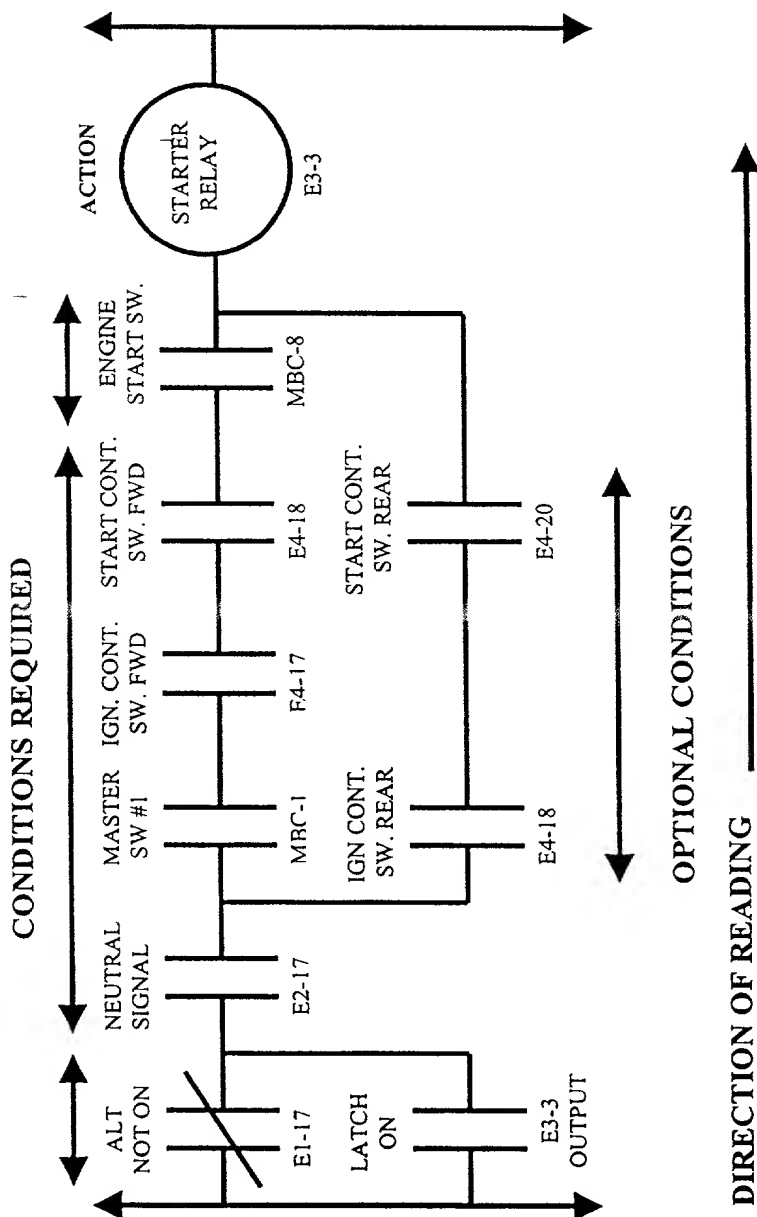 CONDITIONS REQUIRED
ALT
NOT ON
E1-17
NEUTRAL
SIGNAL
E2-17
MASTER
SW #1
MBC-1
IGN. CONT.
SW. FWD
E4-17
START CONT.
SW. FWD
E4-18
ENGINE
START SW.
MBC-8
ACTION
STARTER
RELAY
E3-3
LATCH
ON
E3-3
OUTPUT
IGN CONT.
SW. REAR
E4-18
START CONT.
SW. REAR
E4-20
OPTIONAL CONDITIONS
DIRECTION OF READING